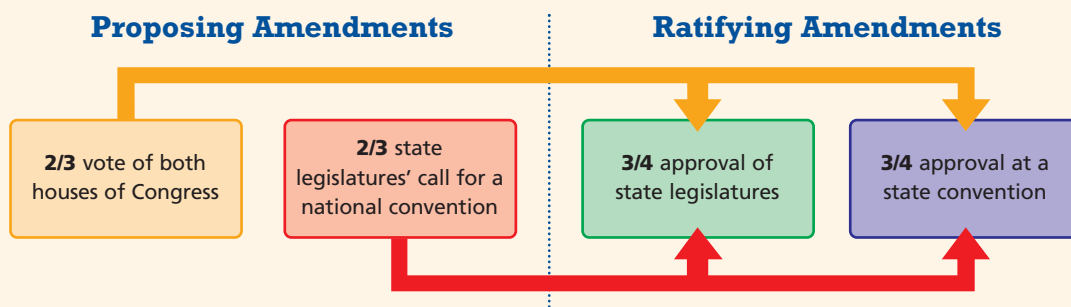 Proposing Amendments
Ratifying Amendments
2/3 vote of both
houses of Congress
2/3 state
legislatures’ call for a
national convention
3/4 approval of
state legislatures
3/4 approval at a
state convention